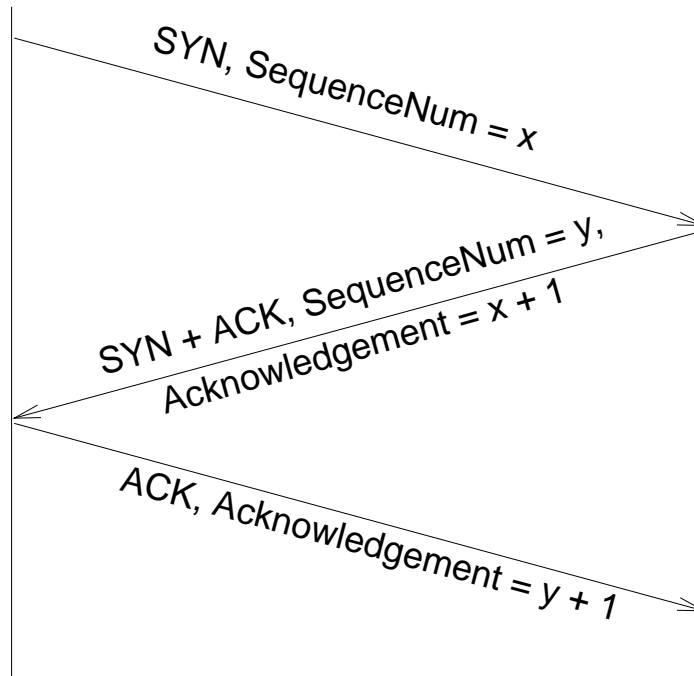 SYN, SequenceNum = x
SYN + ACK, SequenceNum = y,
Acknowledgement = x + 1
ACK, Acknowledgement = y + 1